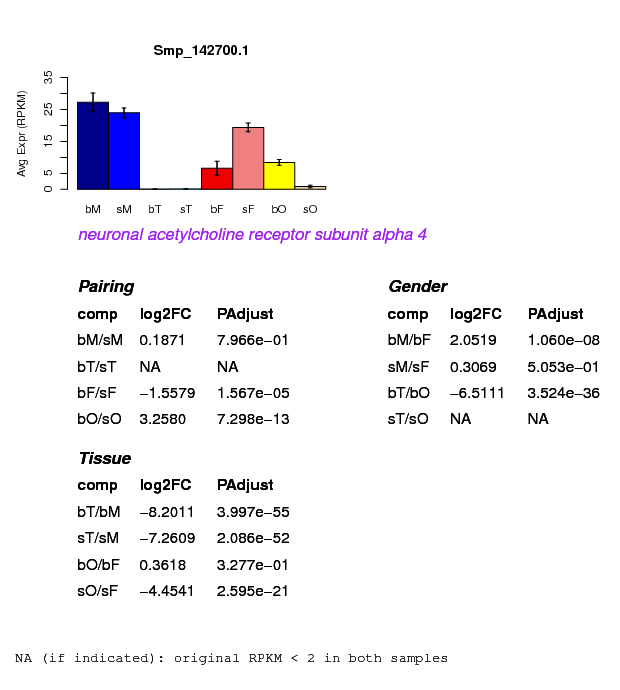 Smp_142700.1
Avg Expr (RPKM)
35
25
15
5
0
bM sM bT sT bF sF bO sO
neuronal acetylcholine receptor subunit alpha 4
Pairing
comp log2FC PAdjust
bM/sM 0.1871 7.966e−01
bT/sT NA NA
bF/sF −1.5579 1.567e−05
bO/sO 3.2580 7.298e−13
Gender
comp log2FC PAdjust
bM/bF 2.0519 1.060e−08
sM/sF 0.3069 5.053e−01
bT/bO −6.5111 3.524e−36
sT/sO NA NA
Tissue
comp log2FC PAdjust
bT/bM −8.2011 3.997e−55
sT/sM −7.2609 2.086e−52
bO/bF 0.3618 3.277e−01
sO/sF −4.4541 2.595e−21
NA (if indicated): original RPKM < 2 in both samples